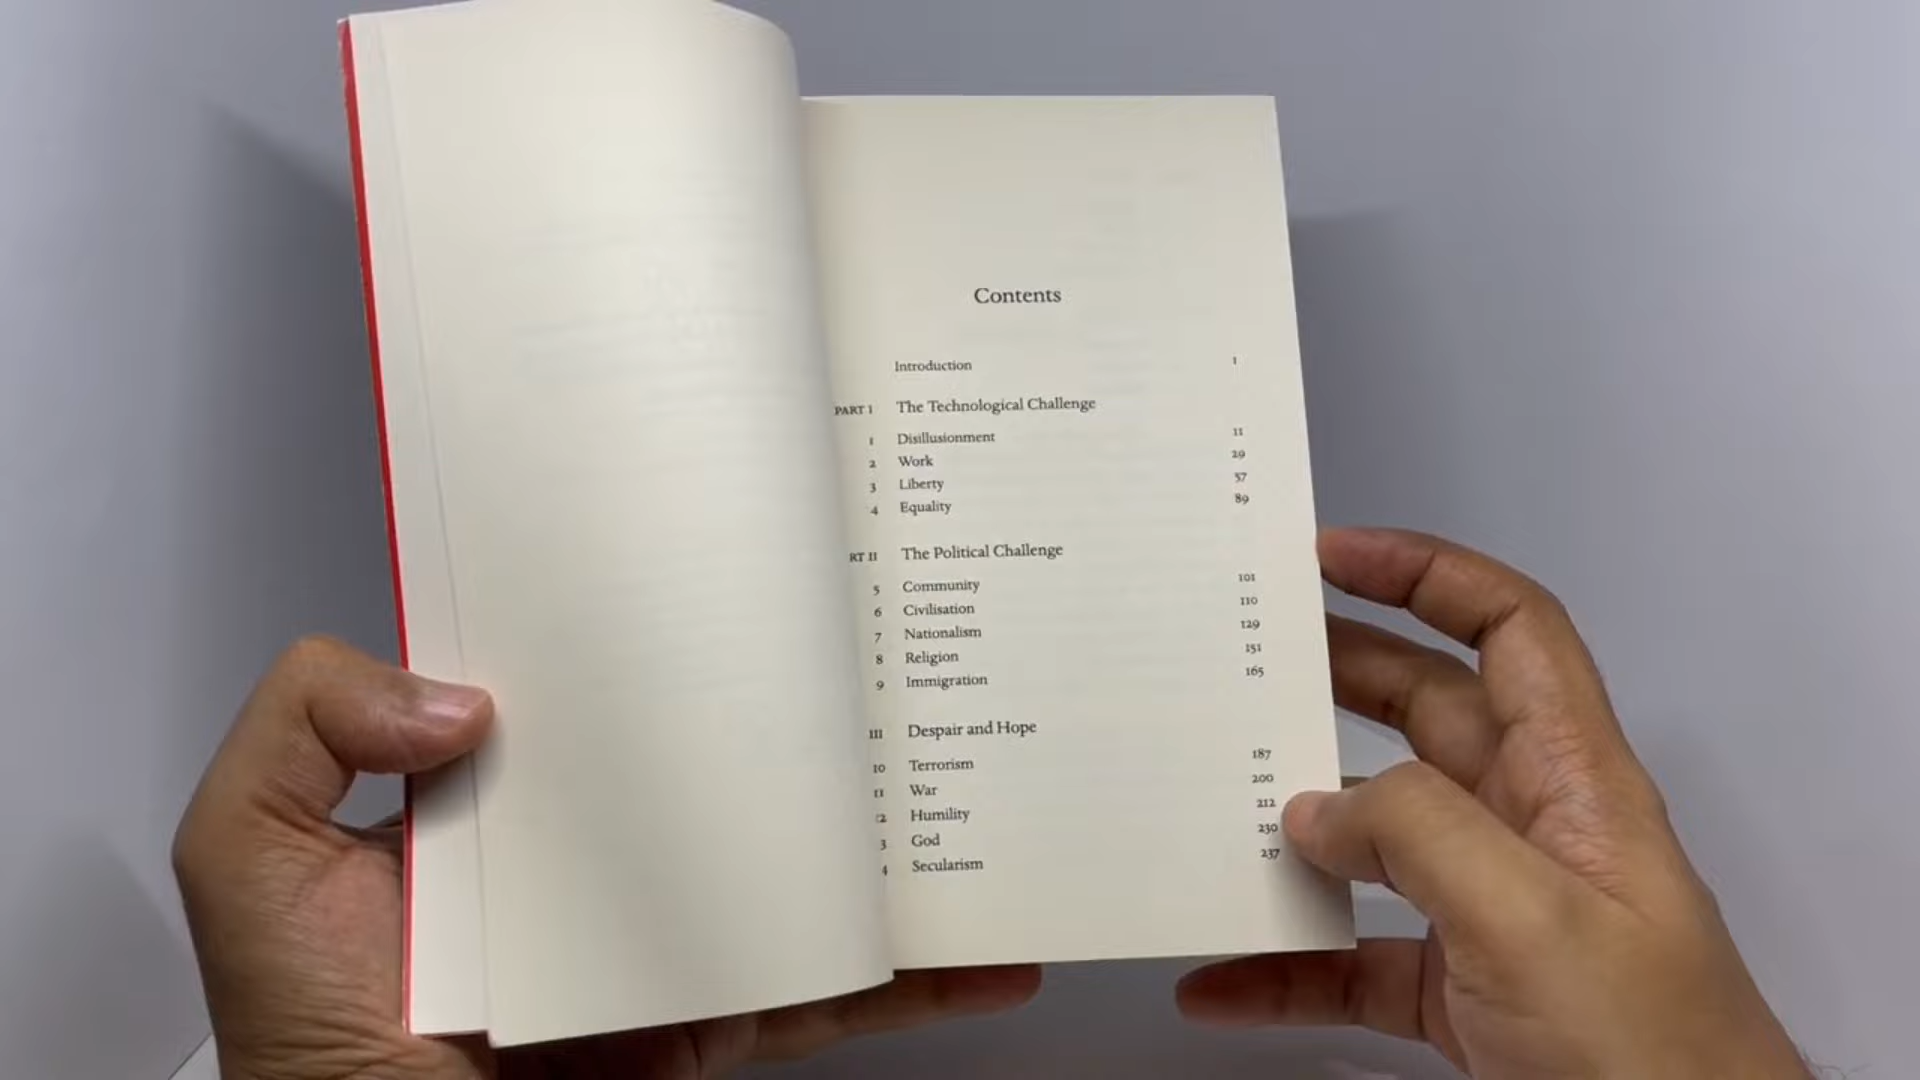 Contents
Introduction 1
PART I The Technological Challenge
1 Disillusionment 11
2 Work 29
3 Liberty 57
4 Equality 89
RT II The Political Challenge
5 Community 101
6 Civilisation 110
7 Nationalism 129
8 Religion 151
9 Immigration 165
III Despair and Hope
10 Terrorism 187
11 War 200
12 Humility 212
3 God 230
4 Secularism 237